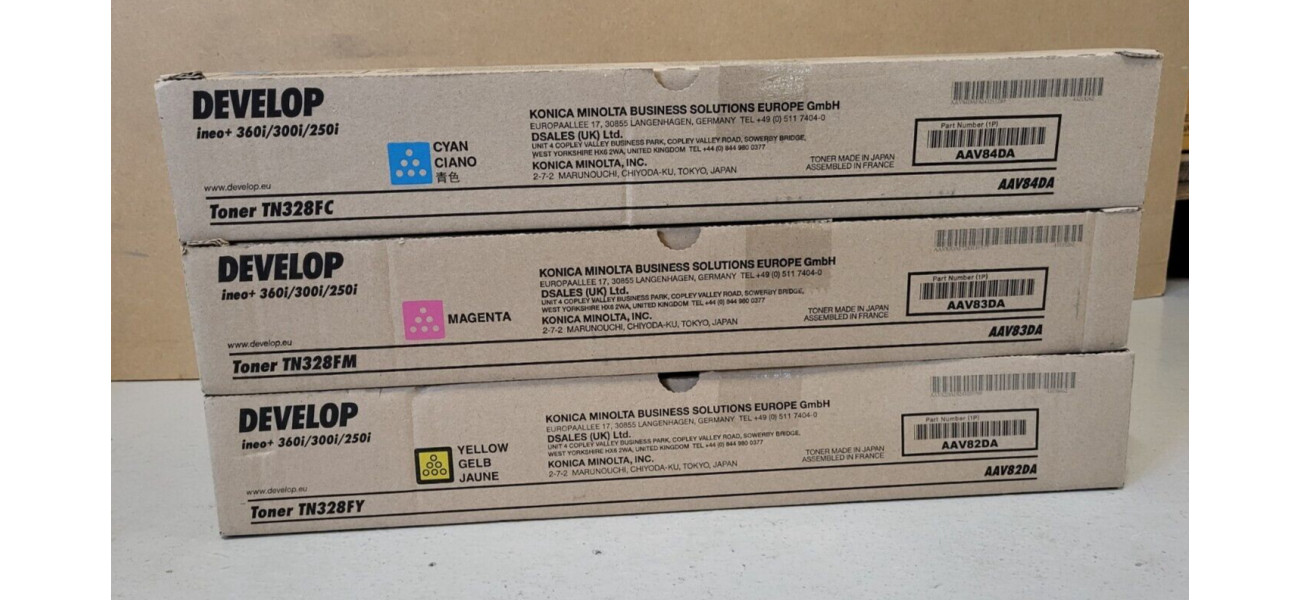 DEVELOP
ineo+ 360i/300i/250i
CYAN
CIANO
青色
www.develop.eu
Toner TN328FC
KONICA MINOLTA BUSINESS SOLUTIONS EUROPE GmbH
EUROPAALLEE 17, 30855 LANGENHAGEN, GERMANY TEL +49 (0) 511 7404-0
DSALES (UK) Ltd.
UNIT 4 COPLEY VALLEY BUSINESS PARK, COPLEY VALLEY ROAD, SOWERBY BRIDGE,
WEST YORKSHIRE HX6 2WA, UNITED KINGDOM TEL +44 (0) 844 980 0377
KONICA MINOLTA, INC.
2-7-2 MARUNOUCHI, CHIYODA-KU, TOKYO, JAPAN
TONER MADE IN JAPAN
ASSEMBLED IN FRANCE
Part Number (1P)
AAV84DA
AAV84DA
DEVELOP
ineo+ 360i/300i/250i
MAGENTA
www.develop.eu
Toner TN328FM
KONICA MINOLTA BUSINESS SOLUTIONS EUROPE GmbH
EUROPAALLEE 17, 30855 LANGENHAGEN, GERMANY TEL +49 (0) 511 7404-0
DSALES (UK) Ltd.
UNIT 4 COPLEY VALLEY BUSINESS PARK, COPLEY VALLEY ROAD, SOWERBY BRIDGE,
WEST YORKSHIRE HX6 2WA, UNITED KINGDOM TEL +44 (0) 844 980 0377
KONICA MINOLTA, INC.
2-7-2 MARUNOUCHI, CHIYODA-KU, TOKYO, JAPAN
TONER MADE IN JAPAN
ASSEMBLED IN FRANCE
Part Number (1P)
AAV83DA
AAV83DA
DEVELOP
ineo+ 360i/300i/250i
YELLOW
GELB
JAUNE
www.develop.eu
Toner TN328FY
KONICA MINOLTA BUSINESS SOLUTIONS EUROPE GmbH
EUROPAALLEE 17, 30855 LANGENHAGEN, GERMANY TEL +49 (0) 511 7404-0
DSALES (UK) Ltd.
UNIT 4 COPLEY VALLEY BUSINESS PARK, COPLEY VALLEY ROAD, SOWERBY BRIDGE,
WEST YORKSHIRE HX6 2WA, UNITED KINGDOM TEL +44 (0) 844 980 0377
KONICA MINOLTA, INC.
2-7-2 MARUNOUCHI, CHIYODA-KU, TOKYO, JAPAN
TONER MADE IN JAPAN
ASSEMBLED IN FRANCE
Part Number (1P)
AAV82DA
AAV82DA